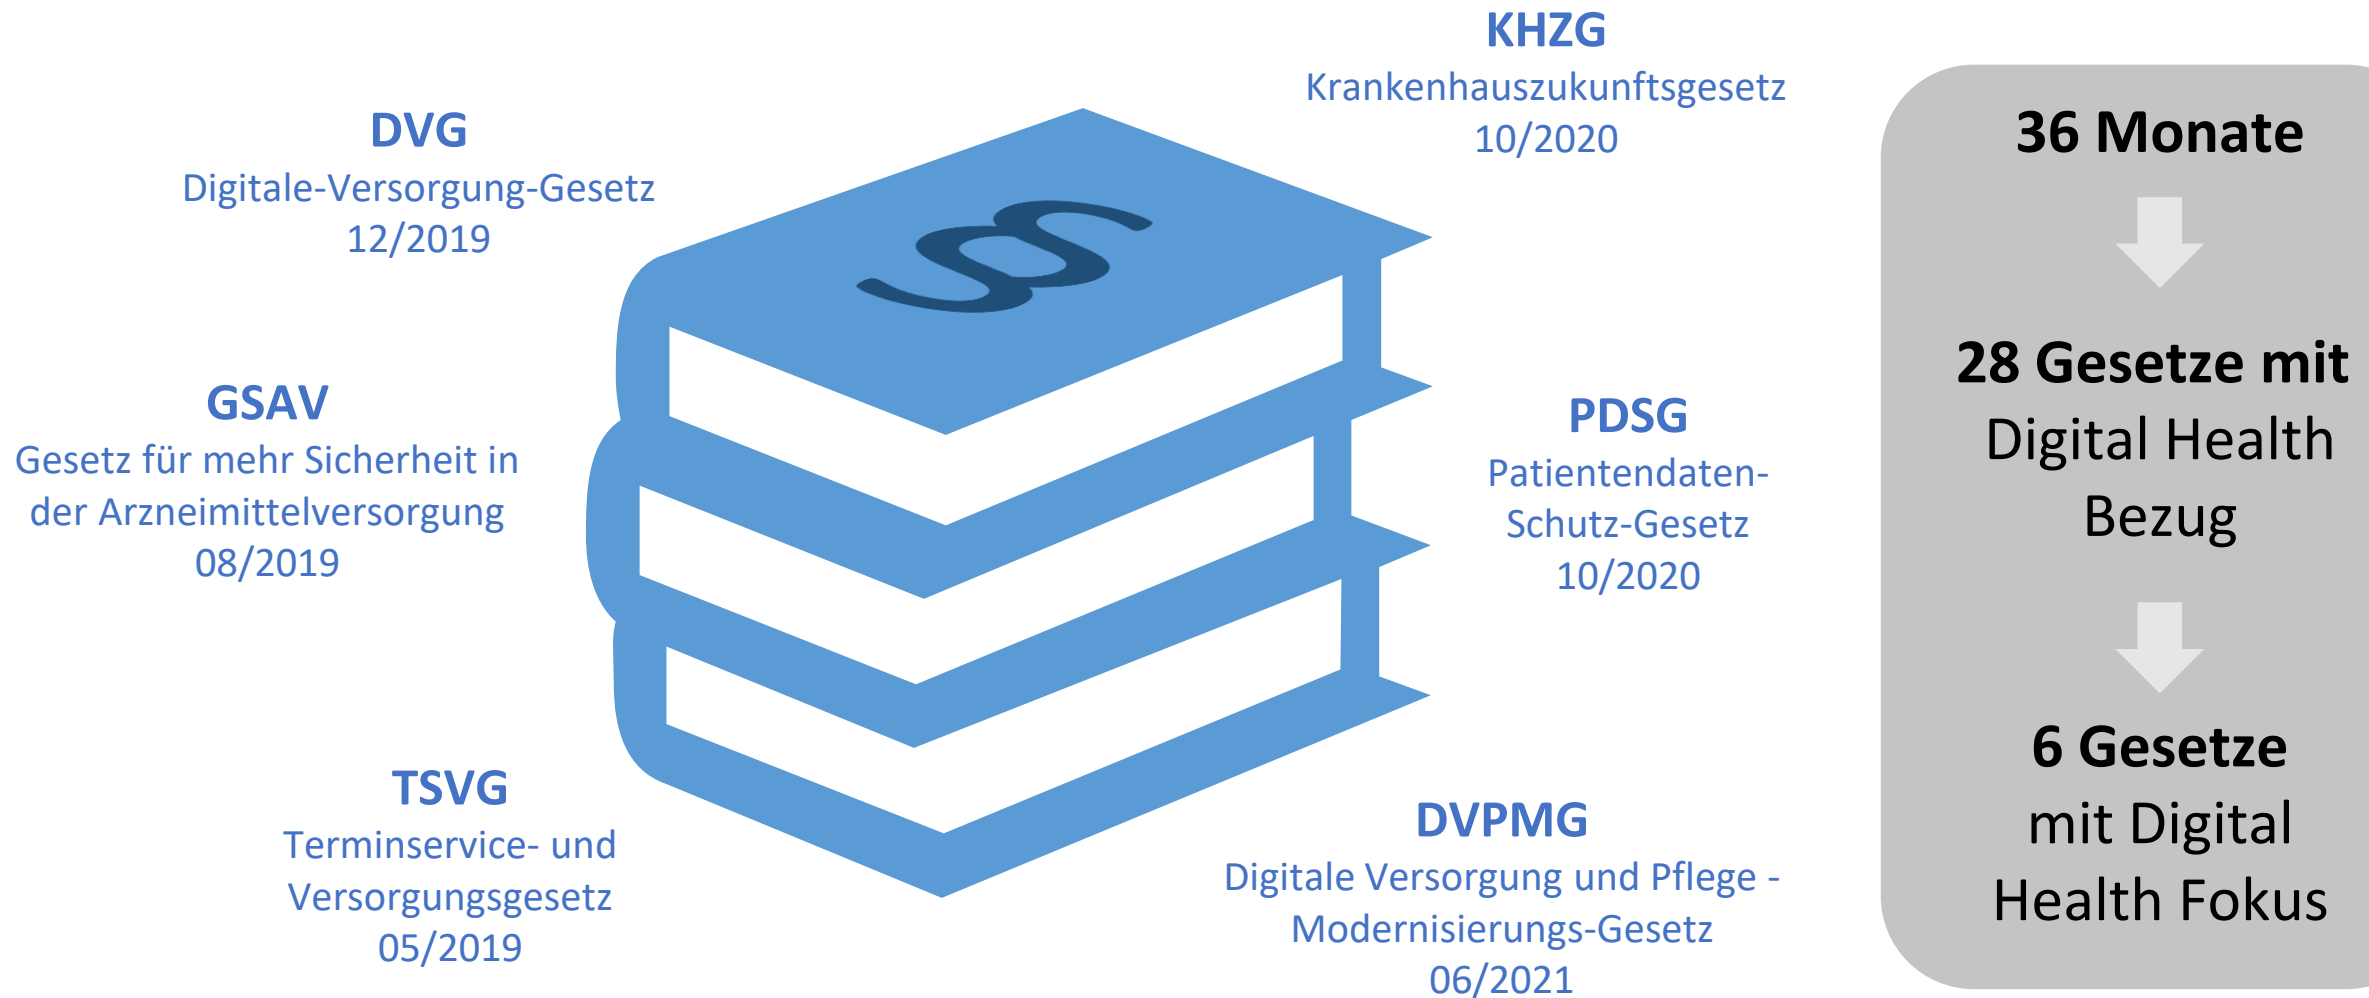 DVG
Digitale-Versorgung-Gesetz
12/2019
GSAV
Gesetz für mehr Sicherheit in
der Arzneimittelversorgung
08/2019
TSVG
Terminservice- und
Versorgungsgesetz
05/2019
§
KHZG
Krankenhauszukunftsgesetz
10/2020
PDSG
Patientendaten-
Schutz-Gesetz
10/2020
DVPMG
Digitale Versorgung und Pflege -
Modernisierungs-Gesetz
06/2021
36 Monate
28 Gesetze mit
Digital Health
Bezug
6 Gesetze
mit Digital
Health Fokus